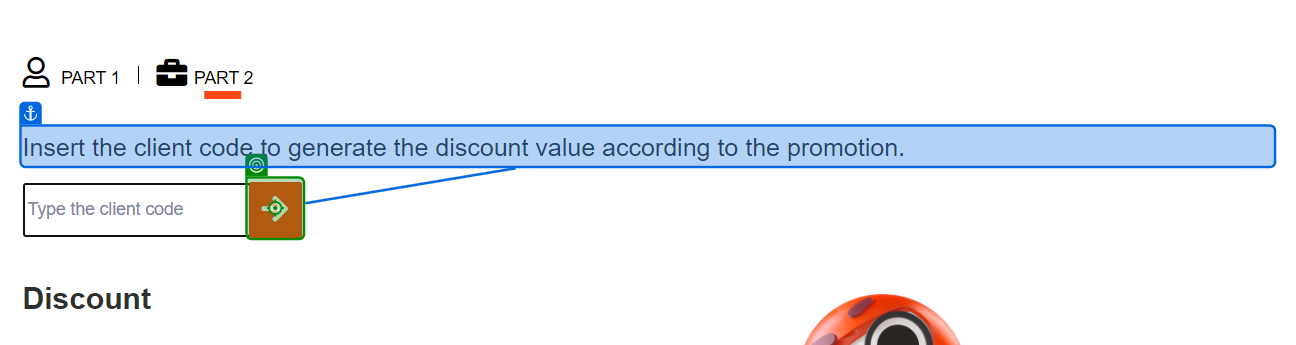 PART 1 | PART 2
Insert the client code to generate the discount value according to the promotion.
Type the client code
Discount